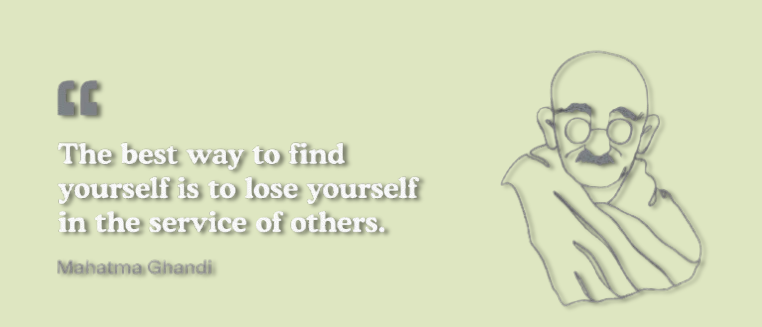 “
The best way to find
yourself is to lose yourself
in the service of others.
Mahatma Ghandi